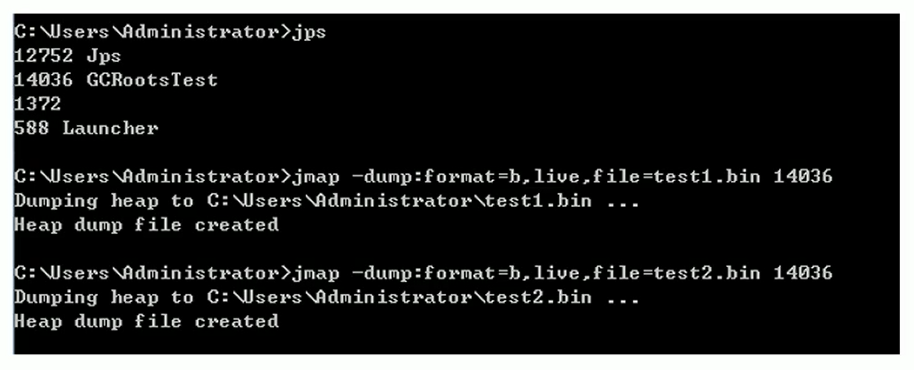 C:\Users\Administrator>jps
12752 Jps
14036 GCRootsTest
1372
588 Launcher
C:\Users\Administrator>jmap -dump:format=b,live,file=test1.bin 14036
Dumping heap to C:\Users\Administrator\test1.bin ...
Heap dump file created
C:\Users\Administrator>jmap -dump:format=b,live,file=test2.bin 14036
Dumping heap to C:\Users\Administrator\test2.bin ...
Heap dump file created